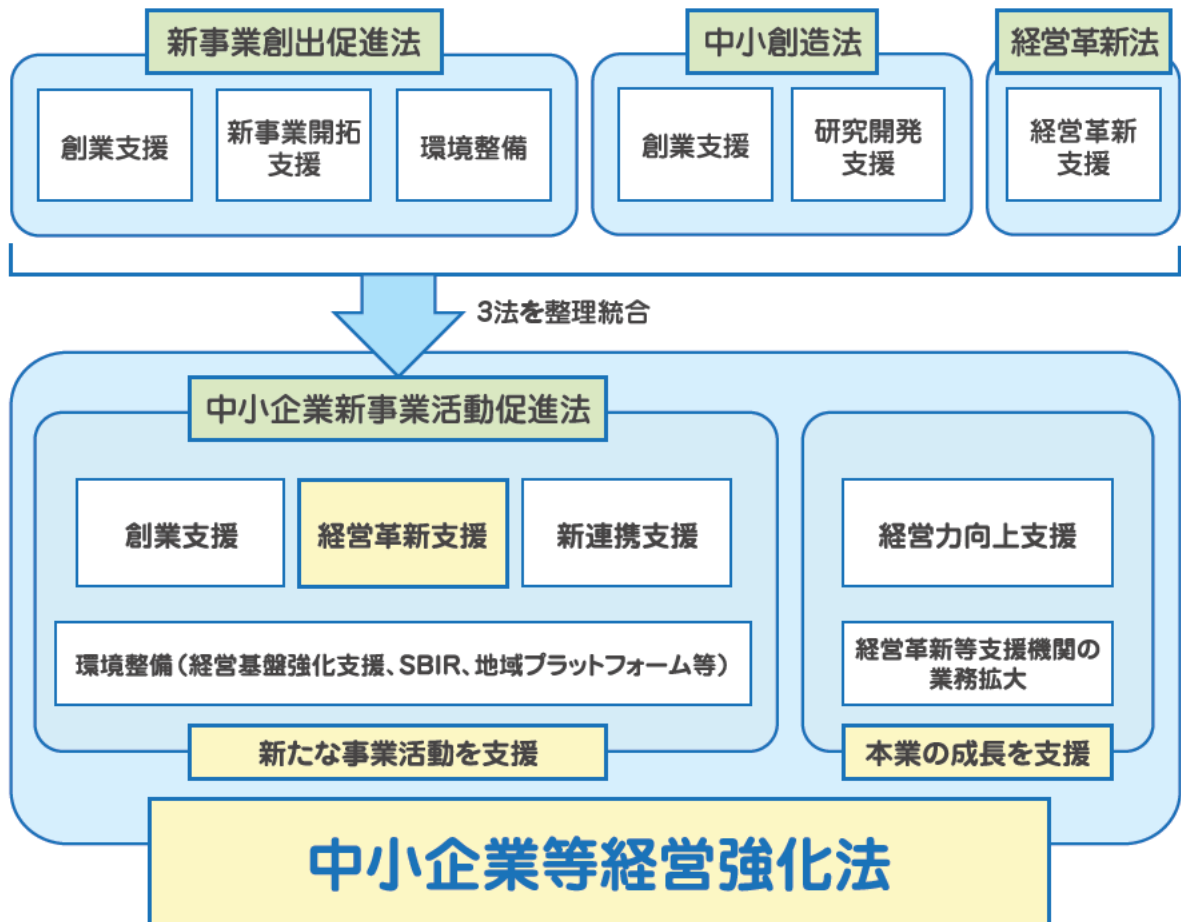 新事業創出促進法
中小創造法
経営革新法
創業支援
新事業開拓
支援
環境整備
創業支援
研究開発
支援
経営革新
支援
3法を整理統合
中小企業新事業活動促進法
創業支援
経営革新支援
新連携支援
経営力向上支援
環境整備（経営基盤強化支援、SBIR、地域プラットフォーム等）
経営革新等支援機関の
業務拡大
新たな事業活動を支援
本業の成長を支援
中小企業等経営強化法